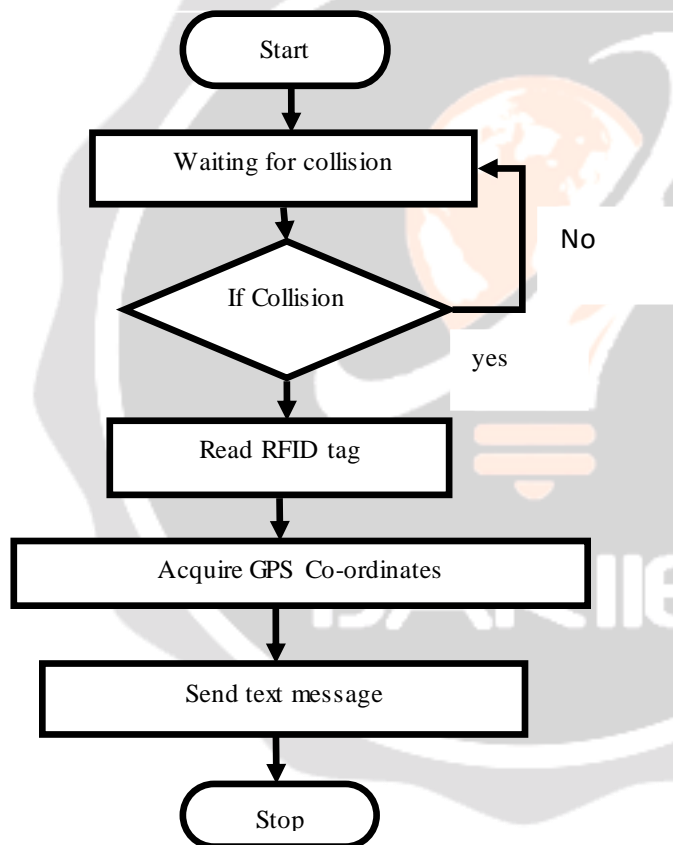 Start
Waiting for collision
No
If Collision
yes
Read RFID tag
Acquire GPS Co-ordinates
Send text message
Stop